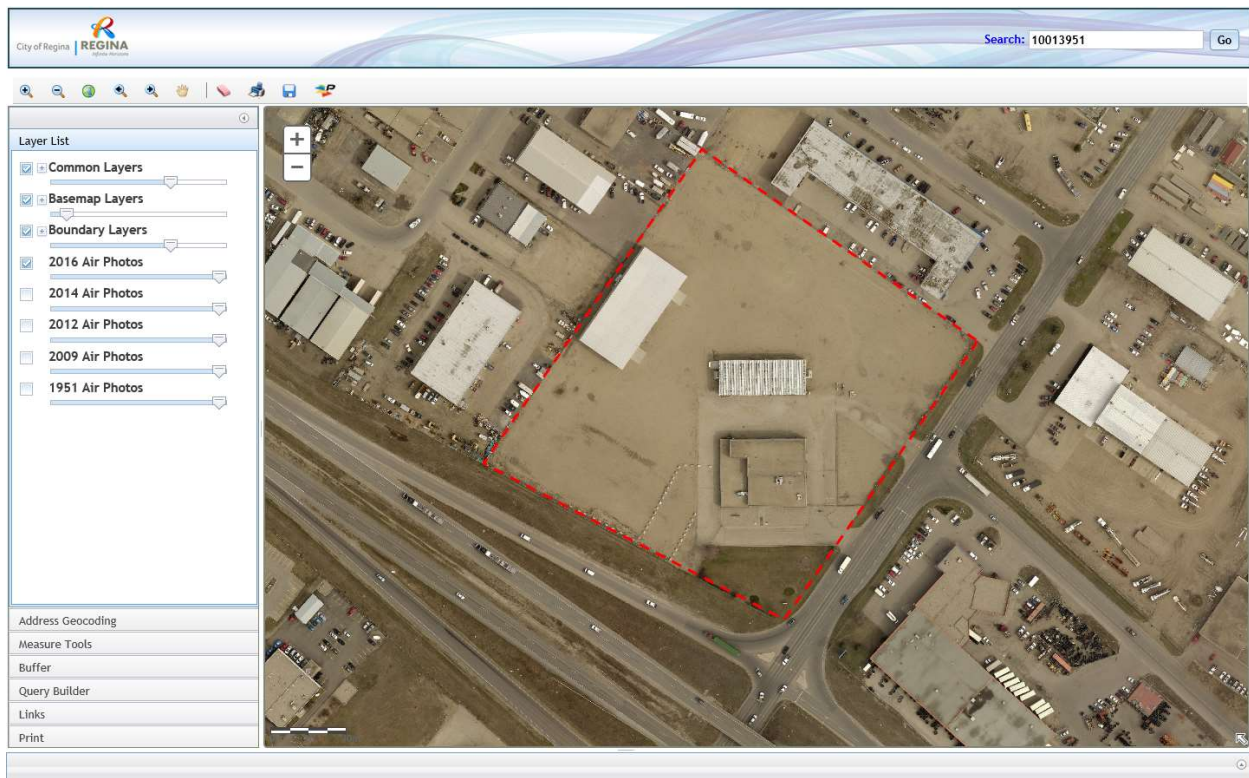 City of Regina
REGINA
Infinite Horizons
Search: 10013951
Go
P
Layer List
Common Layers
Basemap Layers
Boundary Layers
2016 Air Photos
2014 Air Photos
2012 Air Photos
2009 Air Photos
1951 Air Photos
Address Geocoding
Measure Tools
Buffer
Query Builder
Links
Print